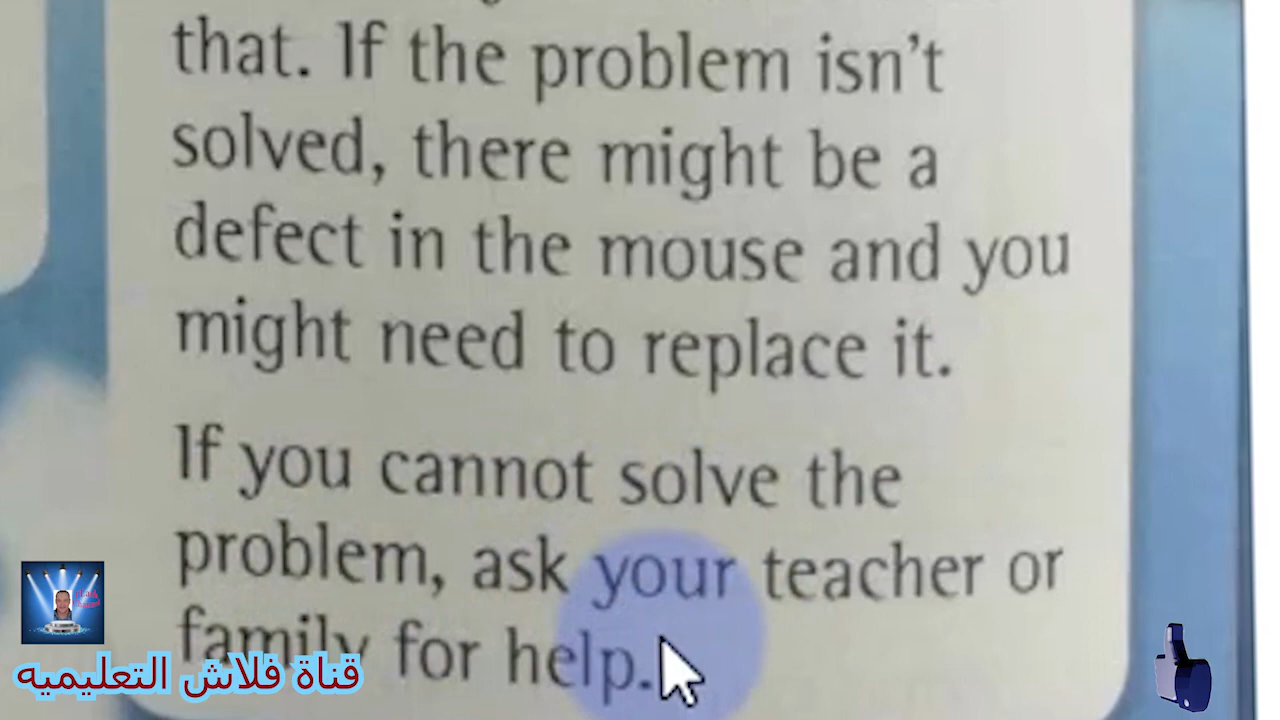 that. If the problem isn't
solved, there might be a
defect in the mouse and you
might need to replace it.
If you cannot solve the
problem, ask your teacher or
family for help.
قناة فلاش التعليميه